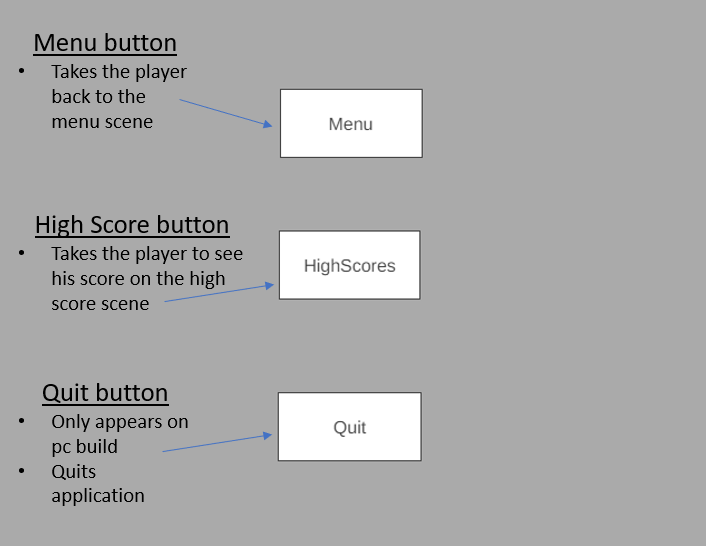 Menu button
• Takes the player
back to the
menu scene
Menu
High Score button
• Takes the player to see
his score on the high
score scene
HighScores
Quit button
• Only appears on
pc build
• Quits
application
Quit